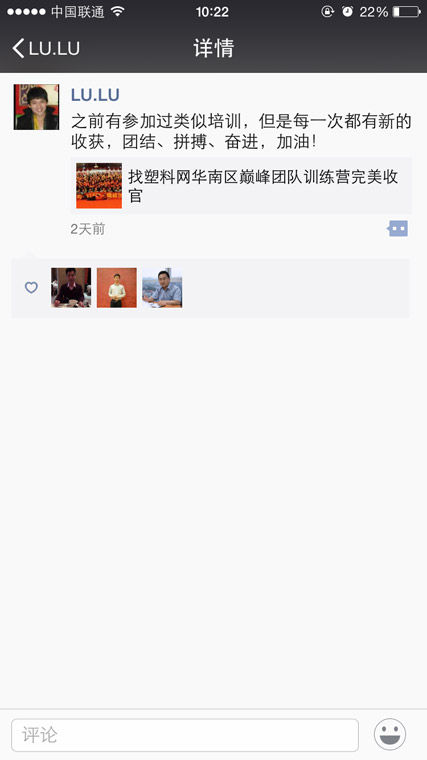 中国联通 10:22 22%
LU.LU 详情
LU.LU
之前有参加过类似培训，但是每一次都有新的
收获，团结、拼搏、奋进，加油！
找塑料网华南区巅峰团队训练营完美收
官
2天前
评论